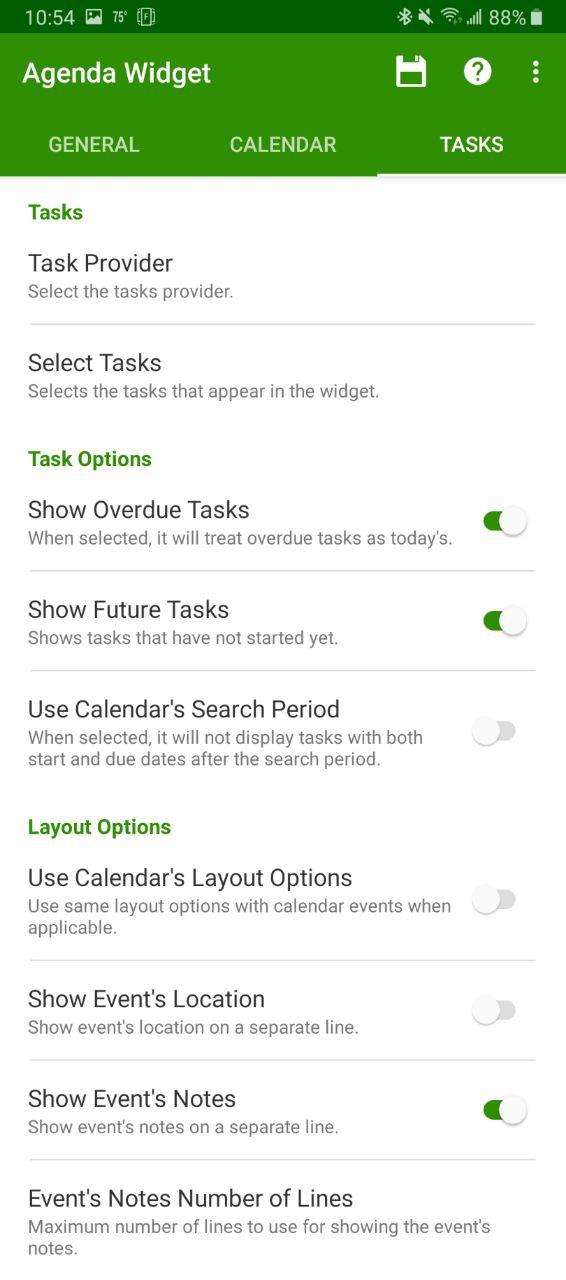 10:54 75° F 88%
Agenda Widget ?
GENERAL CALENDAR TASKS
Tasks
Task Provider
Select the tasks provider.
Select Tasks
Selects the tasks that appear in the widget.
Task Options
Show Overdue Tasks
When selected, it will treat overdue tasks as today's.
Show Future Tasks
Shows tasks that have not started yet.
Use Calendar's Search Period
When selected, it will not display tasks with both
start and due dates after the search period.
Layout Options
Use Calendar's Layout Options
Use same layout options with calendar events when
applicable.
Show Event's Location
Show event's location on a separate line.
Show Event's Notes
Show event's notes on a separate line.
Event's Notes Number of Lines
Maximum number of lines to use for showing the event's
notes.